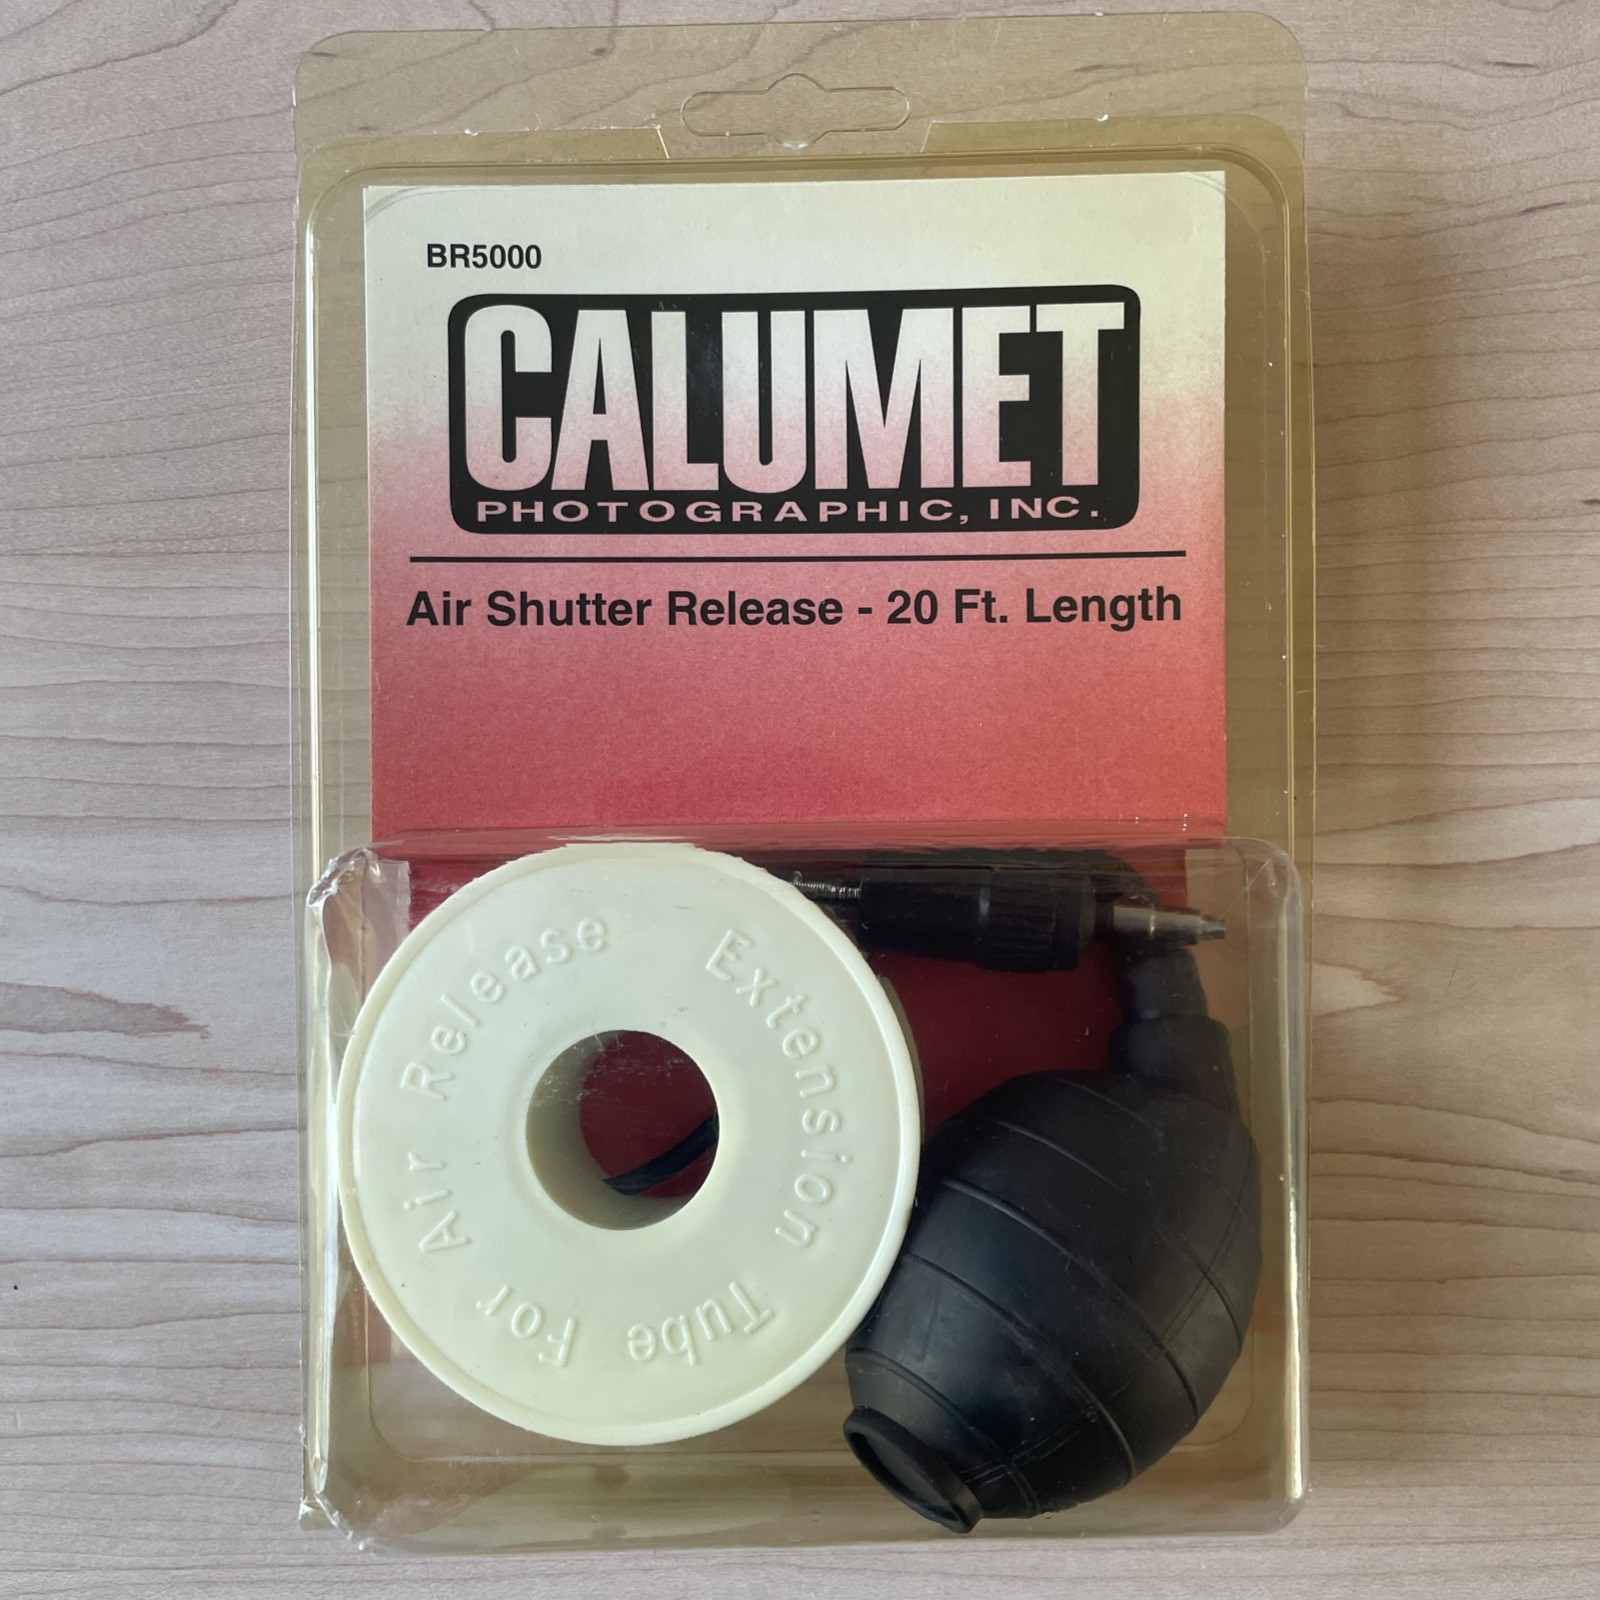 BR5000
CALUMET
PHOTOGRAPHIC, INC.
Air Shutter Release - 20 Ft. Length
Extension Tube For Air Release